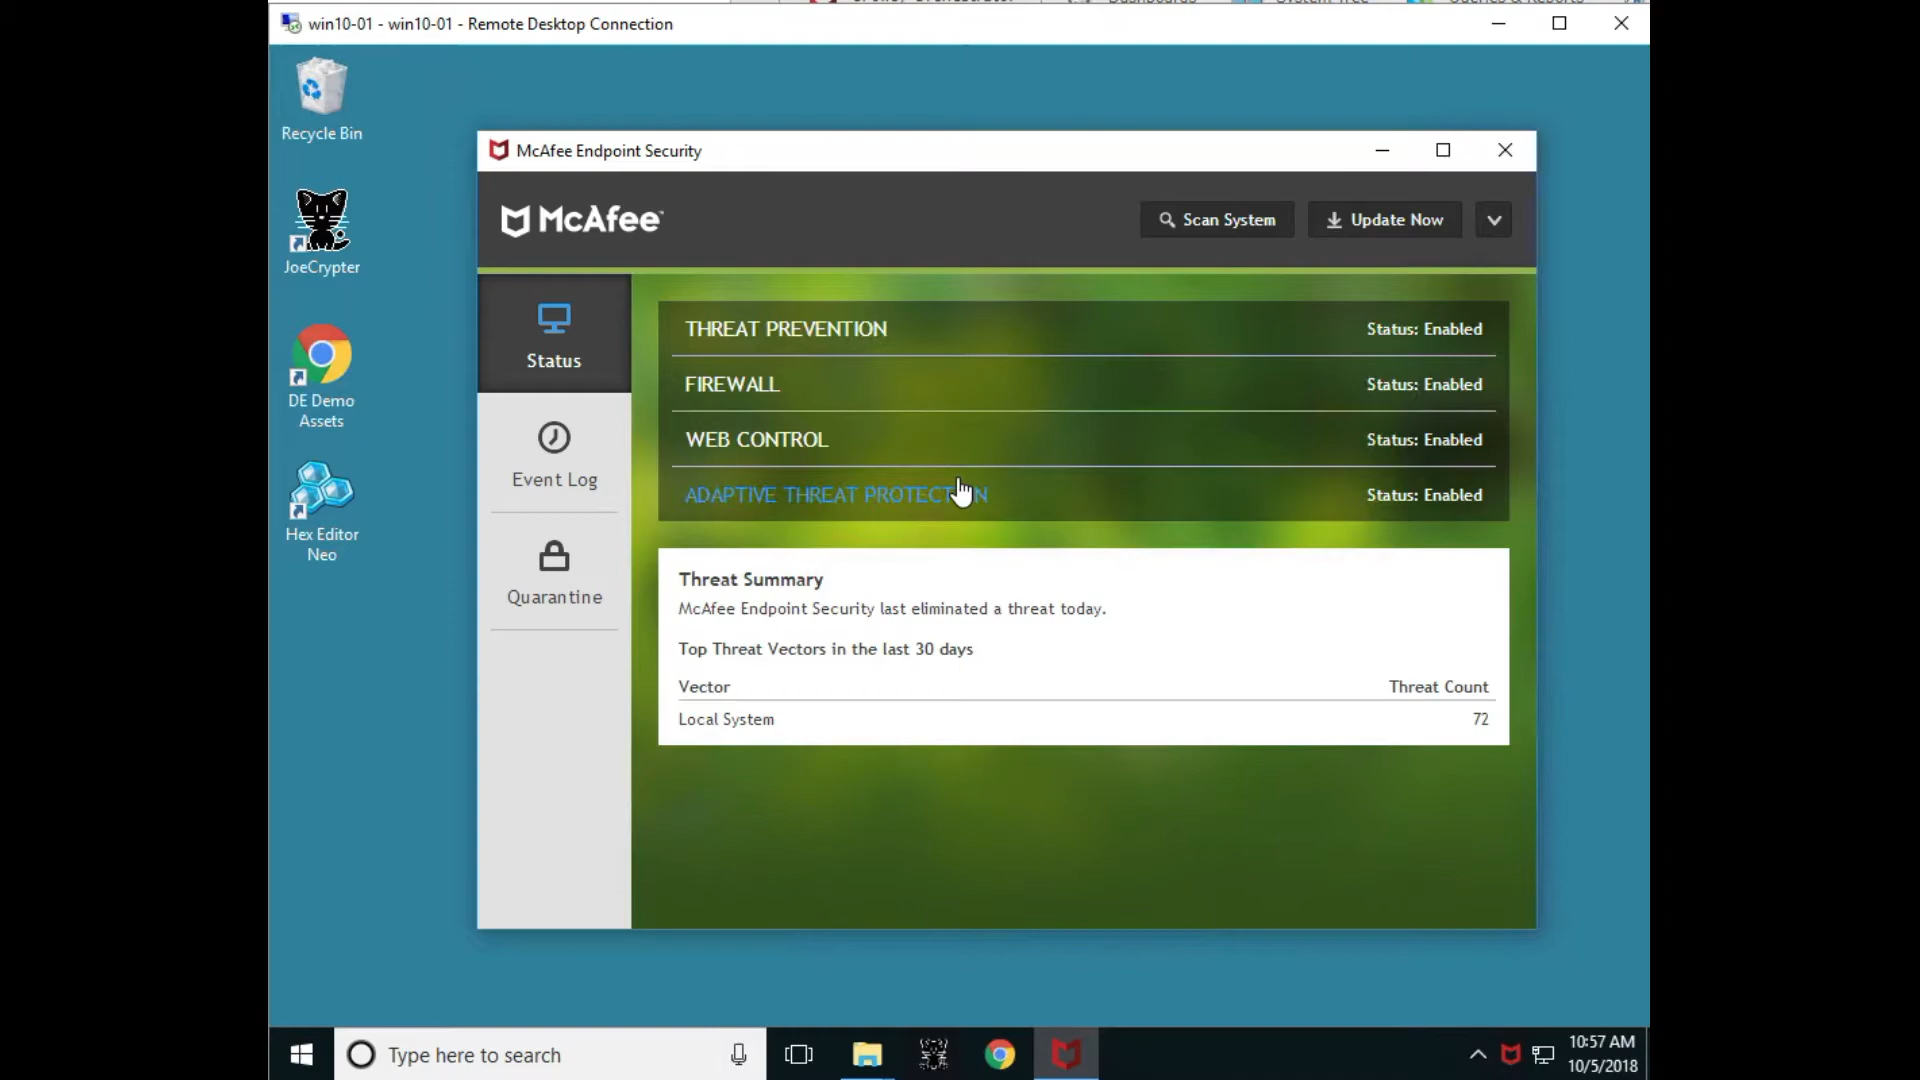 win10-01 - win10-01 - Remote Desktop Connection
Recycle Bin
JoeCrypter
DE Demo
Assets
Hex Editor
Neo
McAfee Endpoint Security
McAfee™
Scan System
Update Now
Status
Event Log
Quarantine
THREAT PREVENTION Status: Enabled
FIREWALL Status: Enabled
WEB CONTROL Status: Enabled
ADAPTIVE THREAT Status: Enabled
Threat Summary
McAfee Endpoint Security last eliminated a threat today.
Top Threat Vectors in the last 30 days
Vector Threat Count
Local System 72
Type here to search
10:57 AM
10/5/2018